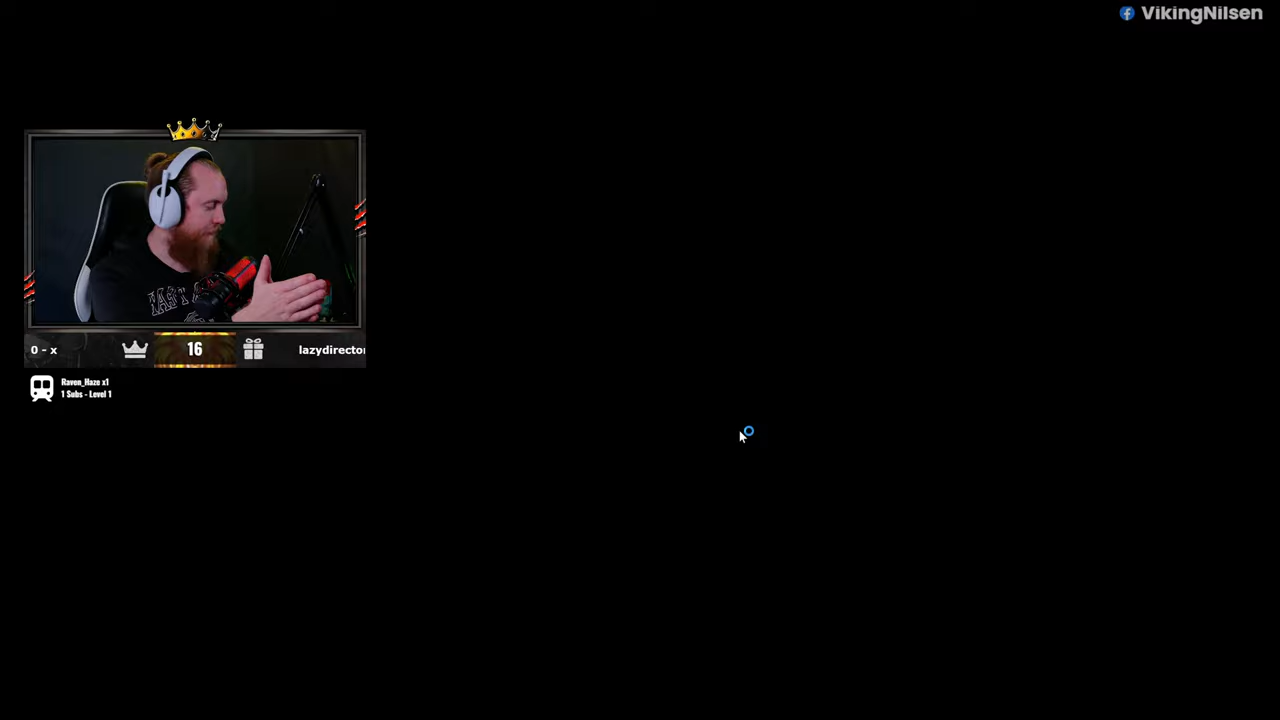 VikingNilsen
0 - x
16
lazydirector
Raven_Haze x1
1 Subs - Level 1